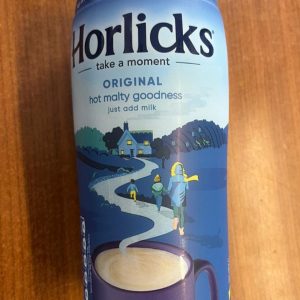 Horlicks
take a moment
ORIGINAL
hot malty goodness
just add milk